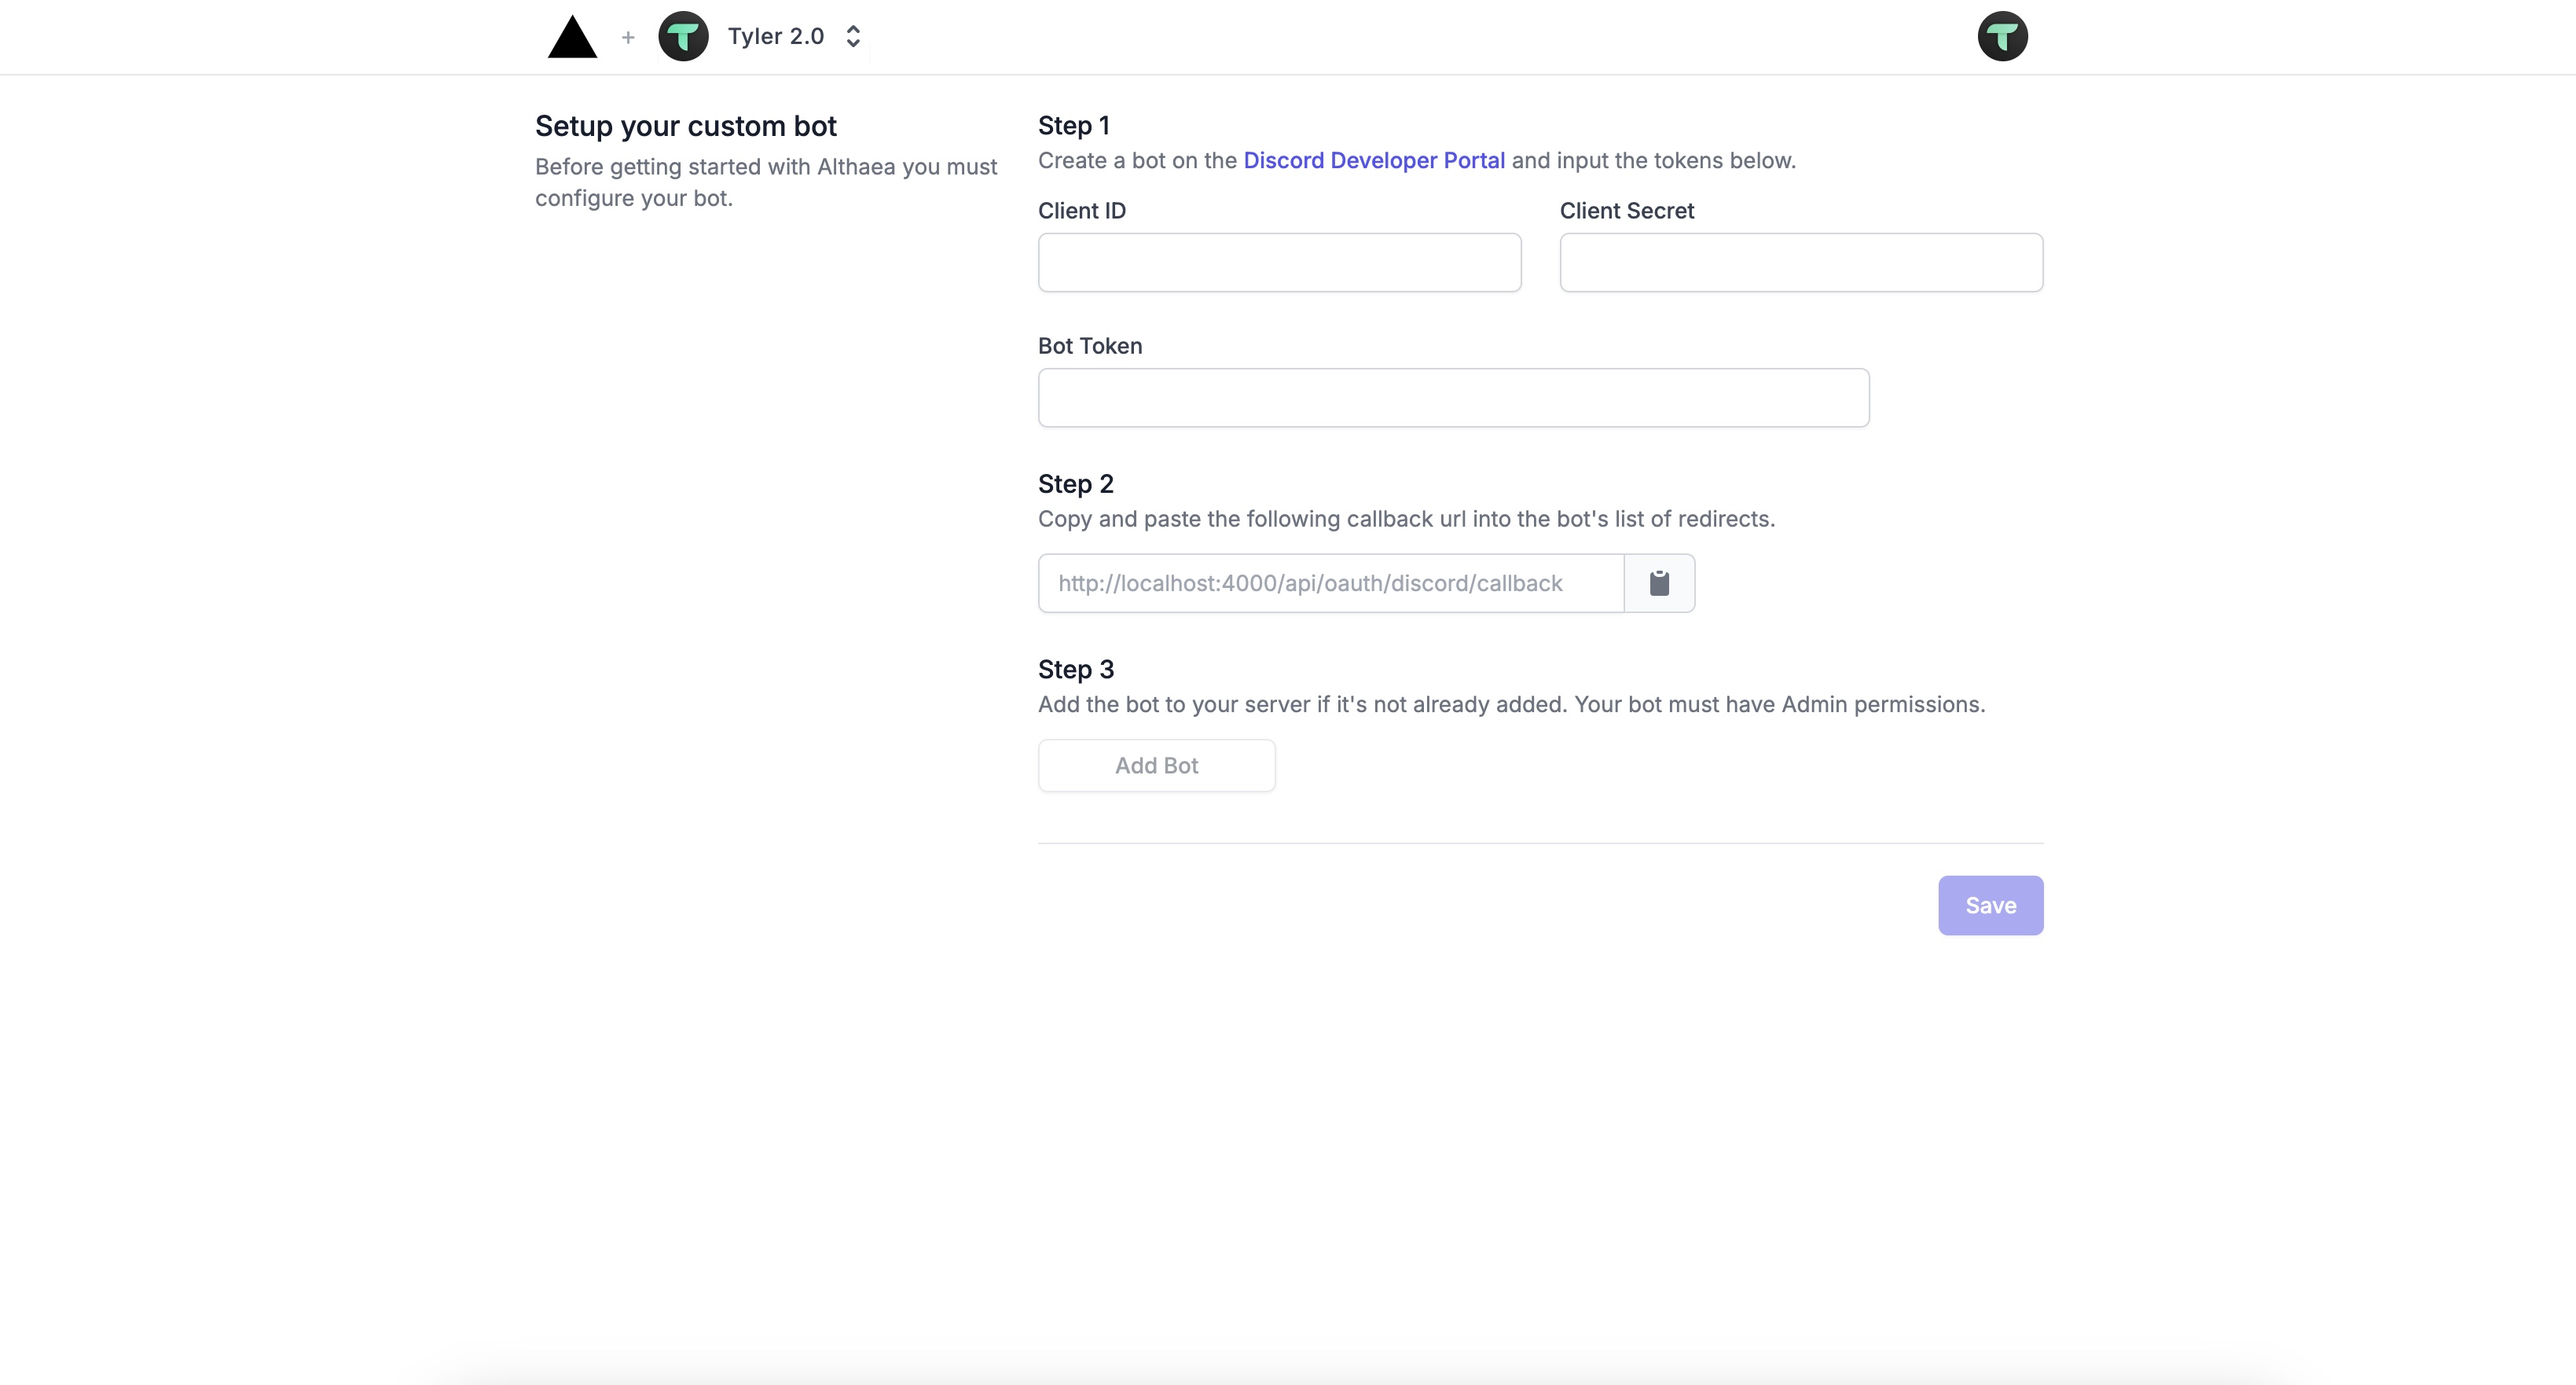 + Tyler 2.0
Setup your custom bot
Before getting started with Althaea you must
configure your bot.
Step 1
Create a bot on the Discord Developer Portal and input the tokens below.
Client ID
Client Secret
Bot Token
Step 2
Copy and paste the following callback url into the bot's list of redirects.
http://localhost:4000/api/oauth/discord/callback
Step 3
Add the bot to your server if it's not already added. Your bot must have Admin permissions.
Add Bot
Save